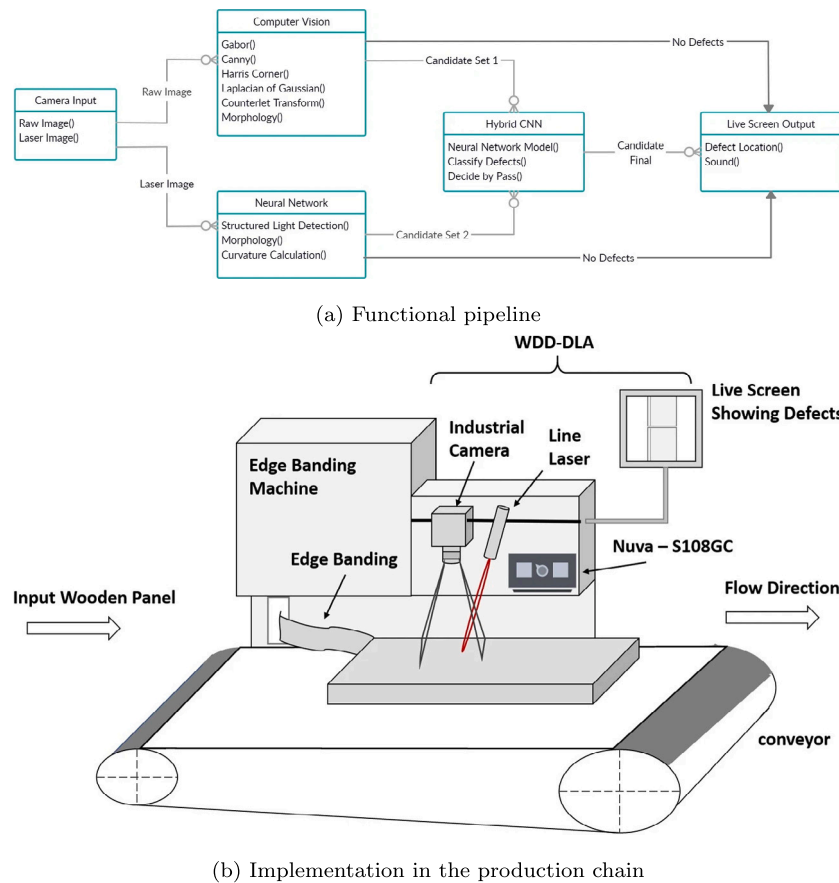 Computer Vision
Gabor()
Canny()
Harris Corner()
Laplacian of Gaussian()
Counterlet Transform()
Morphology()
No Defects
Candidate Set 1
Raw Image
Camera Input
Raw Image()
Laser Image()
Hybrid CNN
Neural Network Model()
Classify Defects()
Decide by Pass()
Candidate
Final
Live Screen Output
Defect Location()
Sound()
Laser Image
Neural Network
Structured Light Detection()
Morphology()
Curvature Calculation()
Candidate Set 2
No Defects
(a) Functional pipeline
WDD-DLA
Live Screen
Showing Defects
Industrial
Camera
Line
Laser
Edge Banding
Machine
Nuva – S108GC
Edge Banding
Input Wooden Panel
Flow Direction
conveyor
(b) Implementation in the production chain